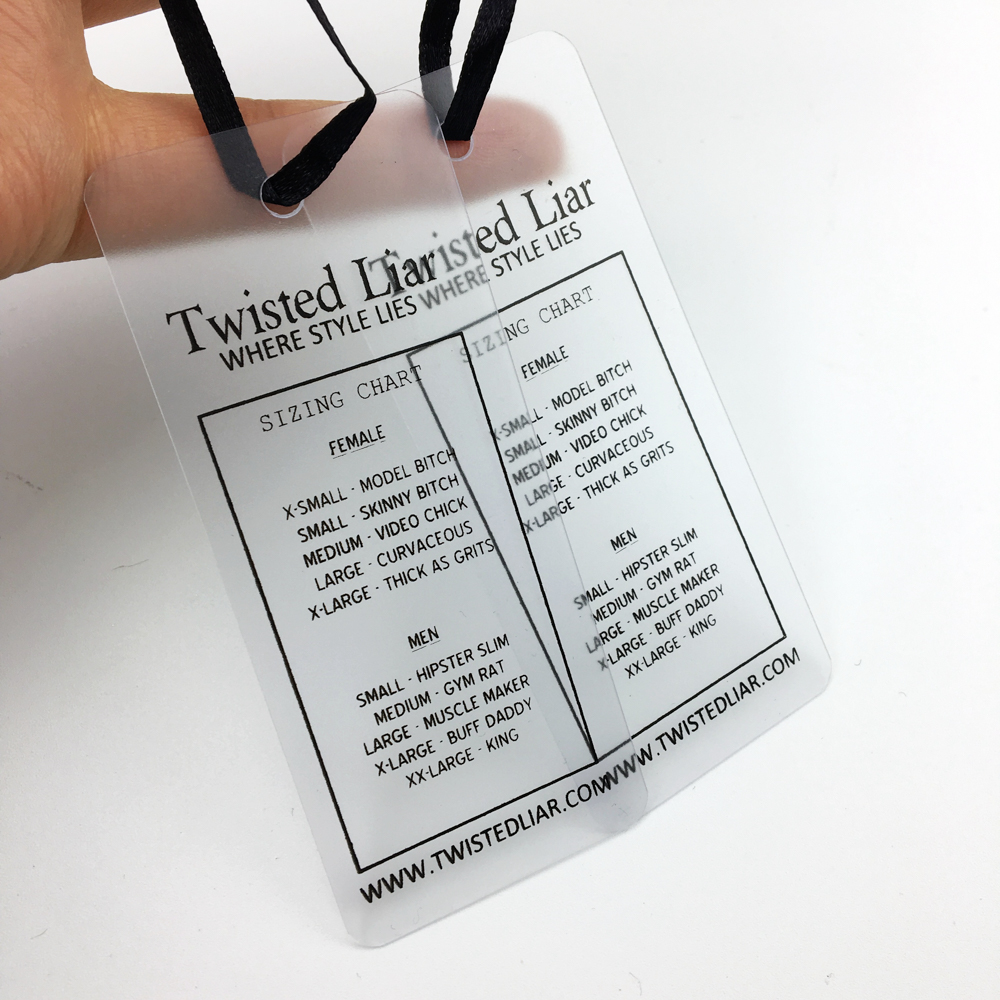 Twisted Liar
WHERE STYLE LIES
SIZING CHART
FEMALE
X-SMALL - MODEL BITCH
SMALL - SKINNY BITCH
MEDIUM - VIDEO CHICK
LARGE - CURVACEOUS
X-LARGE - THICK AS GRITS
MEN
SMALL - HIPSTER SLIM
MEDIUM - GYM RAT
LARGE - MUSCLE MAKER
X-LARGE - BUFF DADDY
XX-LARGE - KING
WWW.TWISTEDLIAR.COM
Twisted Liar
WHERE STYLE LIES
SIZING CHART
FEMALE
X-SMALL - MODEL BITCH
SMALL - SKINNY BITCH
MEDIUM - VIDEO CHICK
LARGE - CURVACEOUS
X-LARGE - THICK AS GRITS
MEN
SMALL - HIPSTER SLIM
MEDIUM - GYM RAT
LARGE - MUSCLE MAKER
X-LARGE - BUFF DADDY
XX-LARGE - KING
WWW.TWISTEDLIAR.COM